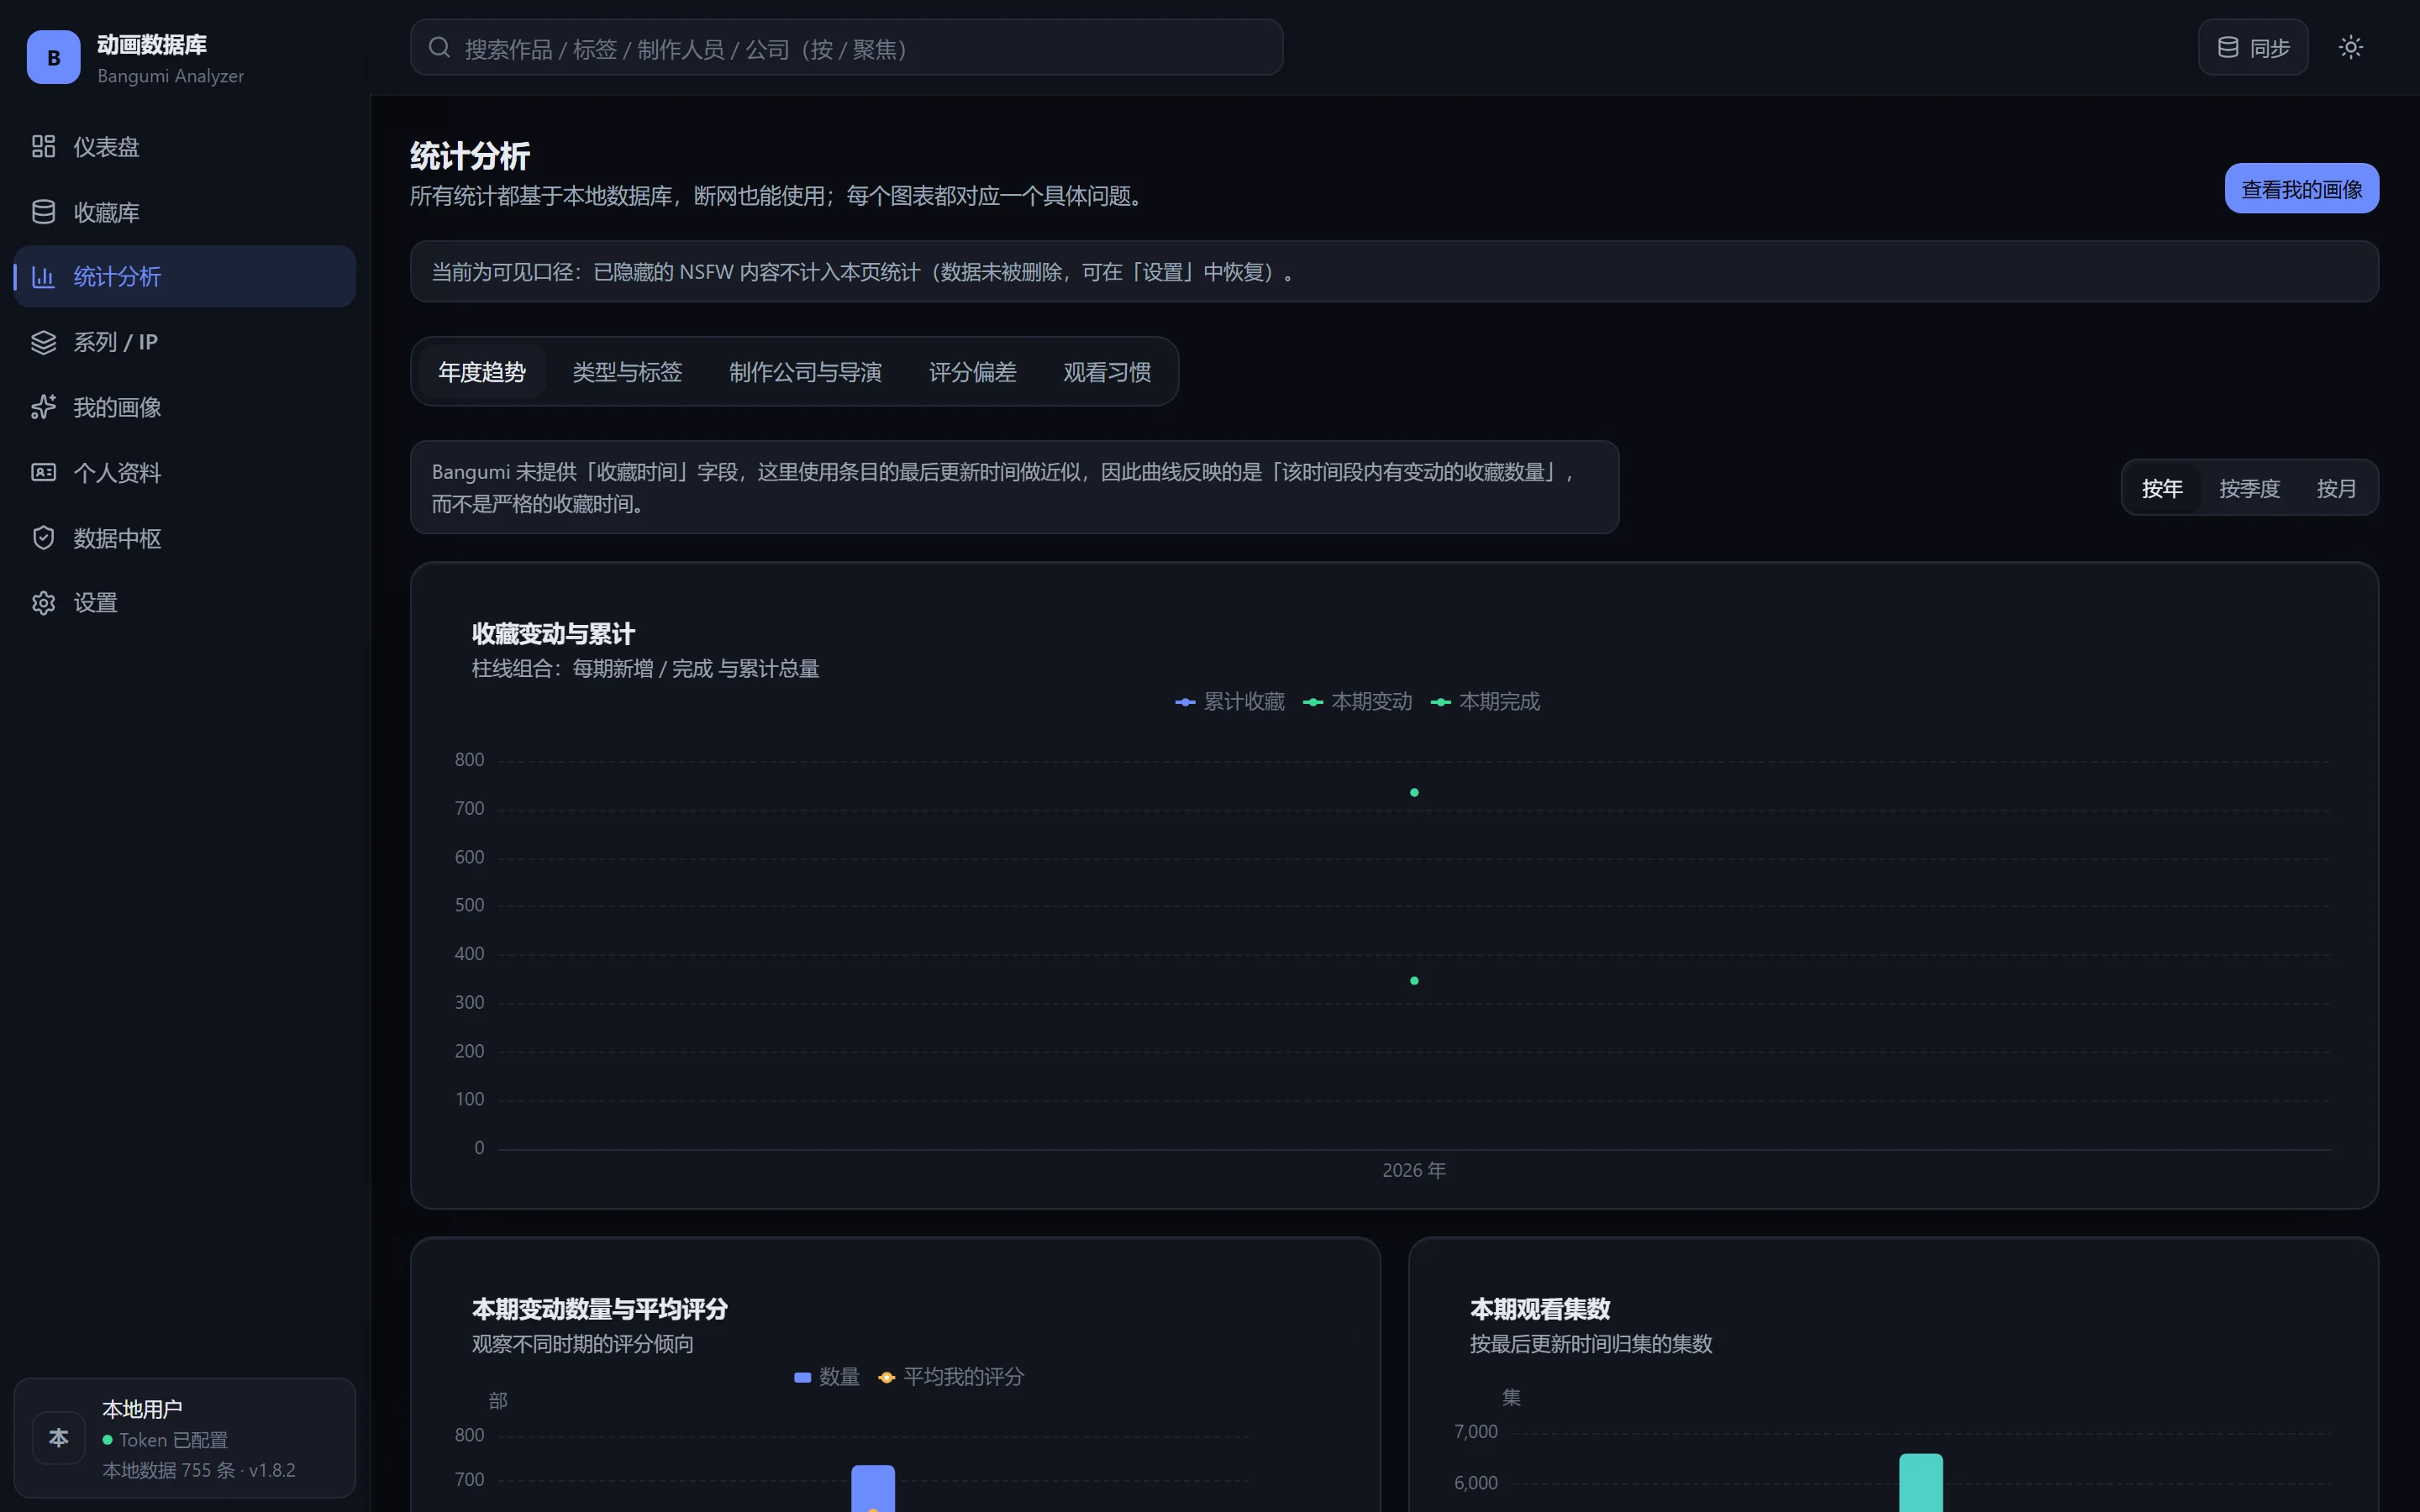 B
动画数据库
Bangumi Analyzer
搜索作品 / 标签 / 制作人员 / 公司（按 / 聚焦）
同步
仪表盘
收藏库
统计分析
系列 / IP
我的画像
个人资料
数据中枢
设置
统计分析
所有统计都基于本地数据库，断网也能使用；每个图表都对应一个具体问题。
查看我的画像
当前为可见口径：已隐藏的 NSFW 内容不计入本页统计（数据未被删除，可在「设置」中恢复）。
年度趋势
类型与标签
制作公司与导演
评分偏差
观看习惯
Bangumi 未提供「收藏时间」字段，这里使用条目的最后更新时间做近似，因此曲线反映的是「该时间段内有变动的收藏数量」，
而不是严格的收藏时间。
按年
按季度
按月
收藏变动与累计
柱线组合：每期新增 / 完成 与累计总量
累计收藏
本期变动
本期完成
800
700
600
500
400
300
200
100
0
2026 年
本期变动数量与平均评分
观察不同时期的评分倾向
数量
平均我的评分
部
800
700
本期观看集数
按最后更新时间归集的集数
集
7,000
6,000
本
本地用户
Token 已配置
本地数据 755 条 · v1.8.2